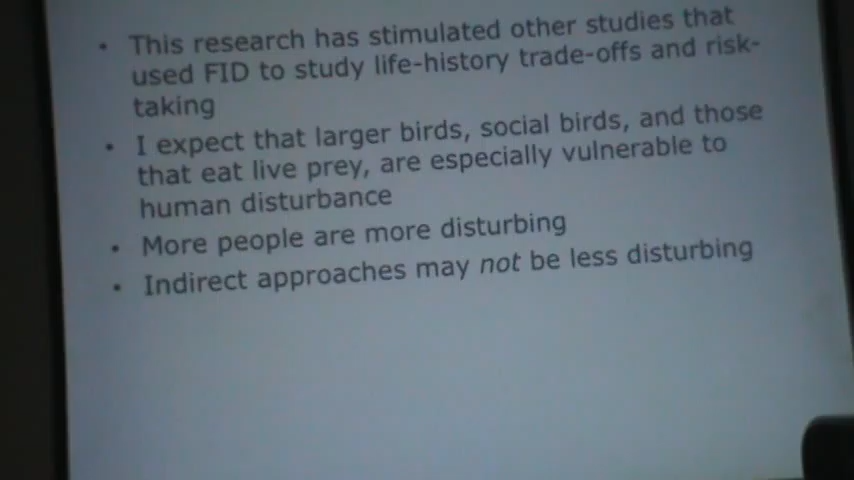 • This research has stimulated other studies that
used FID to study life-history trade-offs and risk-
taking
• I expect that larger birds, social birds, and those
that eat live prey, are especially vulnerable to
human disturbance
• More people are more disturbing
• Indirect approaches may not be less disturbing